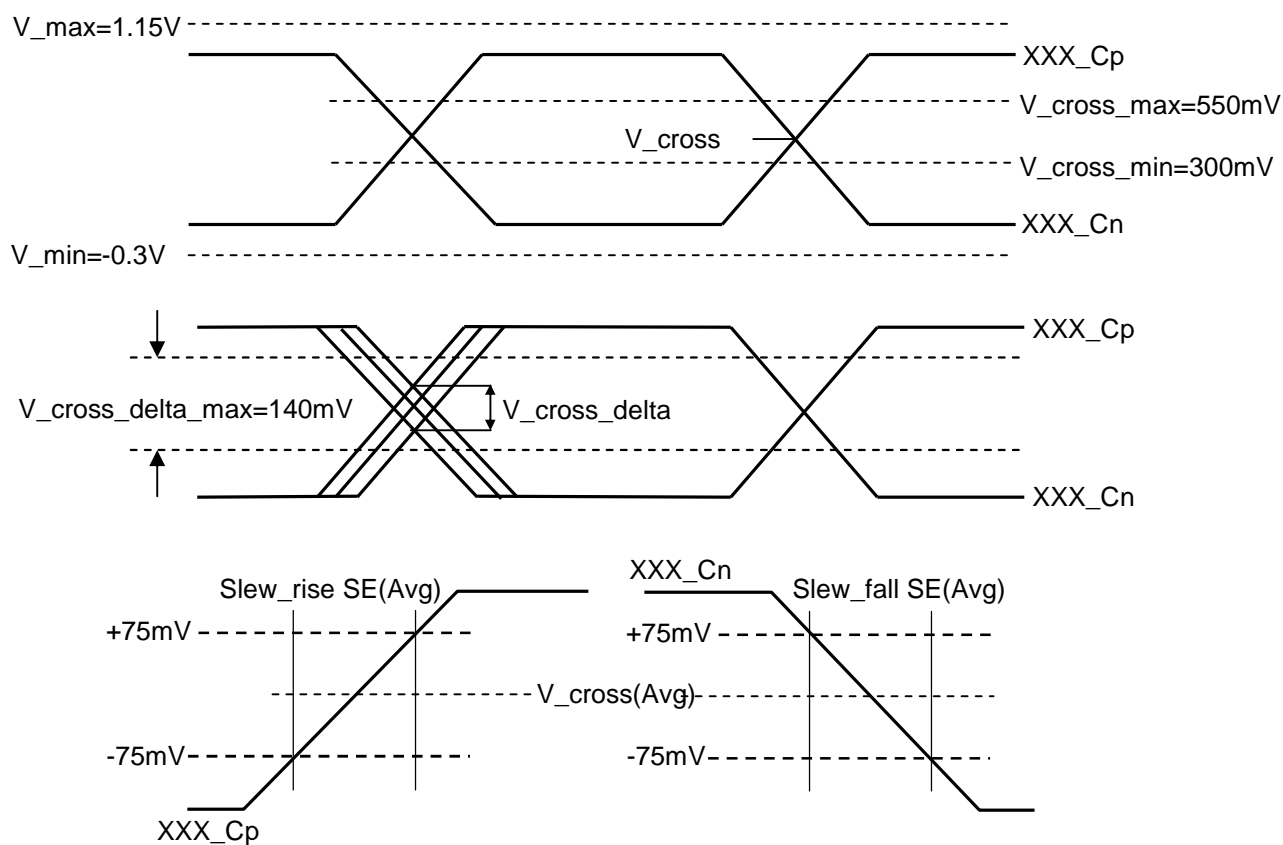 V_max=1.15V
XXX_Cp
V_cross_max=550mV
V_cross
V_cross_min=300mV
XXX_Cn
V_min=-0.3V
XXX_Cp
V_cross_delta_max=140mV
V_cross_delta
XXX_Cn
XXX_Cn
Slew_rise SE(Avg)
Slew_fall SE(Avg)
+75mV
+75mV
V_cross(Avg)
-75mV
-75mV
XXX_Cp